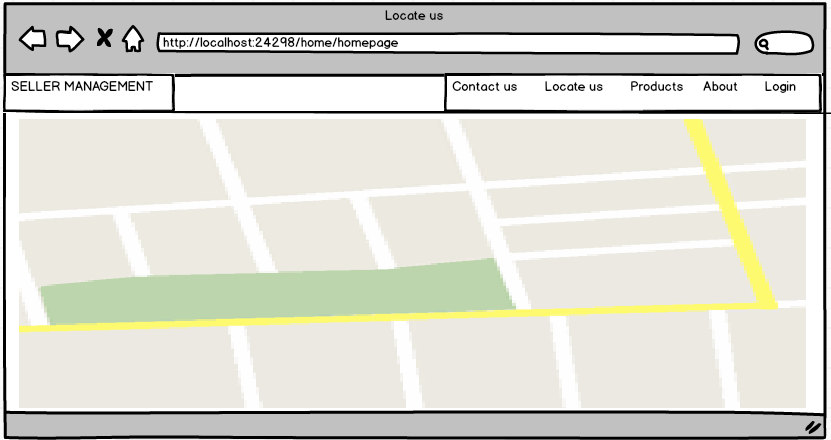 Locate us
http://localhost:24298/home/homepage
SELLER MANAGEMENT
Contact us Locate us Products About Login